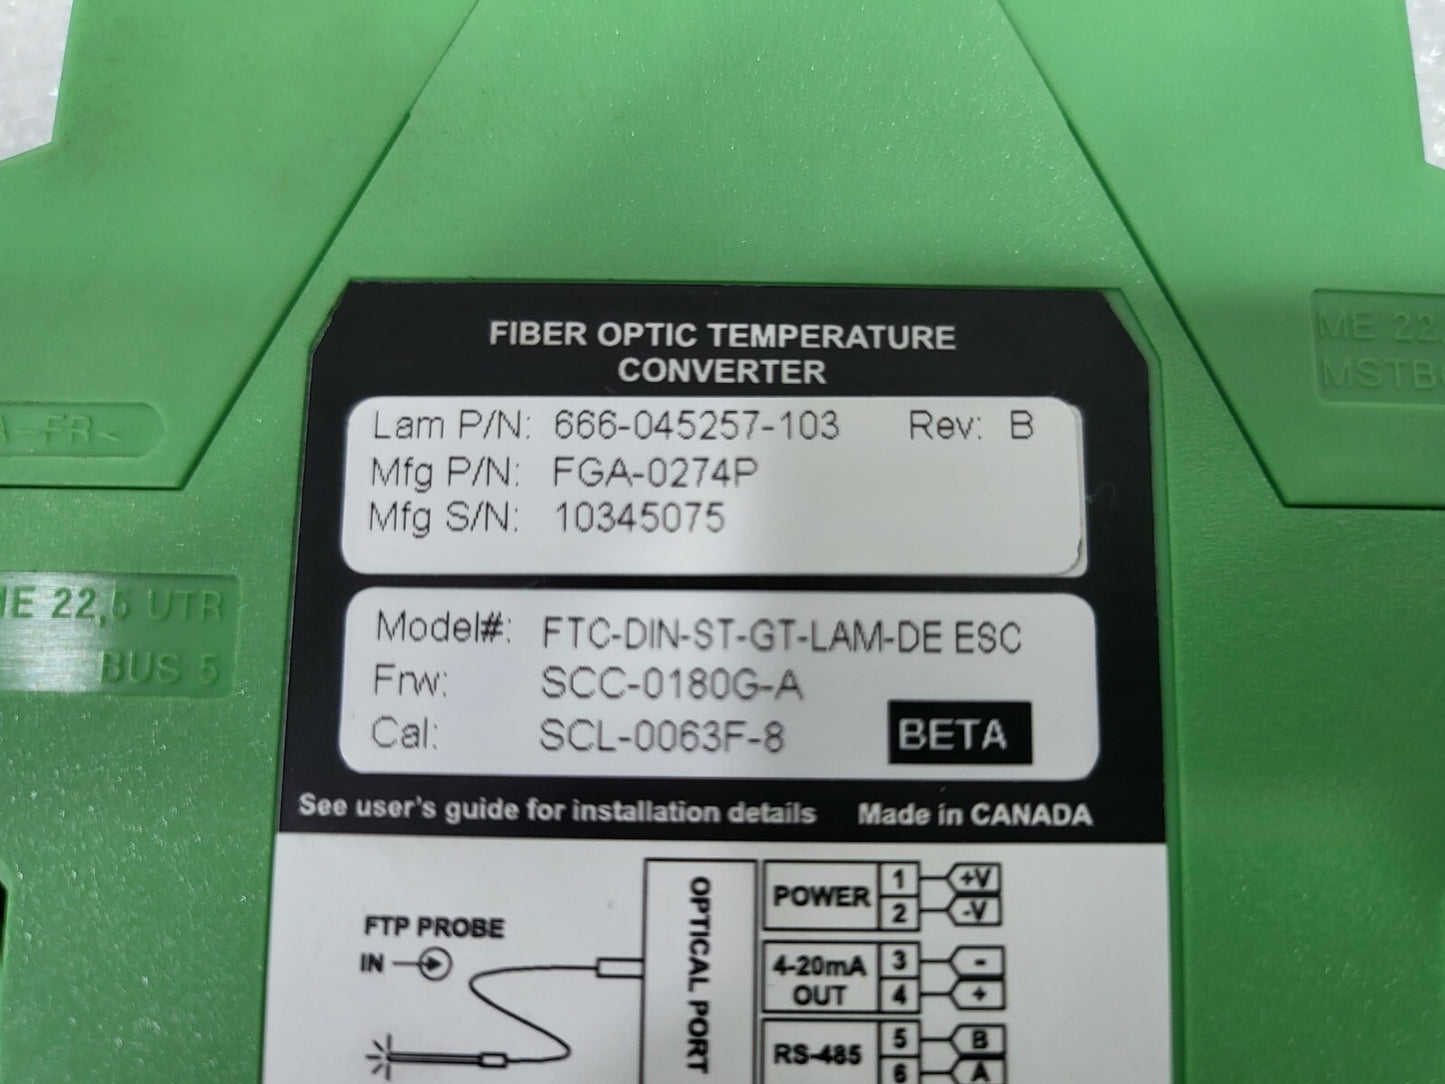 FIBER OPTIC TEMPERATURE
CONVERTER
Lam P/N: 666-045257-103 Rev: B
Mfg P/N: FGA-0274P
Mfg S/N: 10345075
Model#: FTC-DIN-ST-GT-LAM-DE ESC
Frw: SCC-0180G-A
Cal: SCL-0063F-8 BETA
See user's guide for installation details Made in CANADA
FTP PROBE
IN
OPTICAL PORT
POWER 1 +V
2 -V
4-20mA OUT 3 -
4 +
RS-485 5 B
6 A
ME 22,5 UTR
BUS 5
ME 22,
MSTB
A-FR<